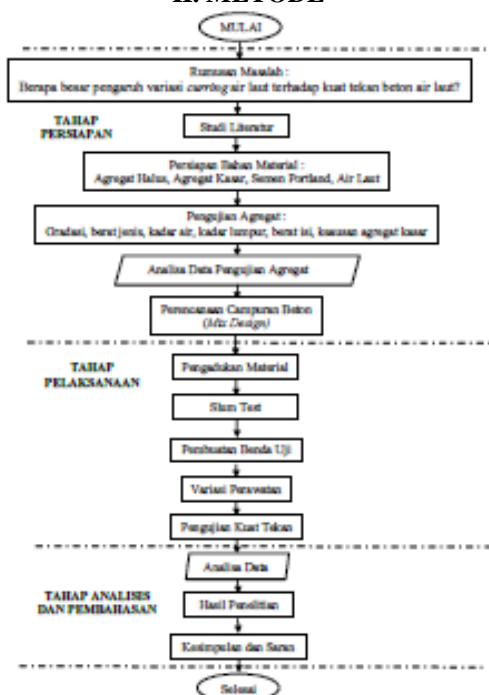 II. METODE
MULAI
Rumusan Masalah :
Berapa besar pengaruh variasi curring air laut terhadap kuat tekan beton air laut?
TAHAP
PERSIAPAN
Studi Literatur
Persiapan Bahan Material :
Agregat Halus, Agregat Kasar, Semen Portland, Air Laut
Pengujian Agregat :
Gradasi, berat jenis, kadar air, kadar lumpur, berat isi, keausan agregat kasar
Analisa Data Pengujian Agregat
Perencanaan Campuran Beton
(Mix Design)
TAHAP
PELAKSANAAN
Pengadukan Material
Slum Test
Pembuatan Benda Uji
Variasi Perawatan
Pengujian Kuat Tekan
Analisa Data
TAHAP ANALISIS
DAN PEMBAHASAN
Hasil Penelitian
Kesimpulan dan Saran
Selesai